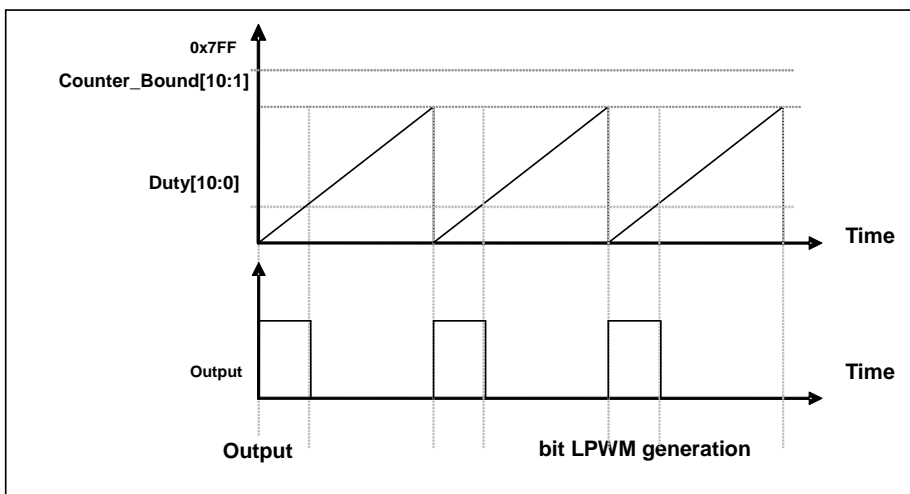 0x7FF
Counter_Bound[10:1]
Duty[10:0]
Time
Output
Time
Output
bit LPWM generation